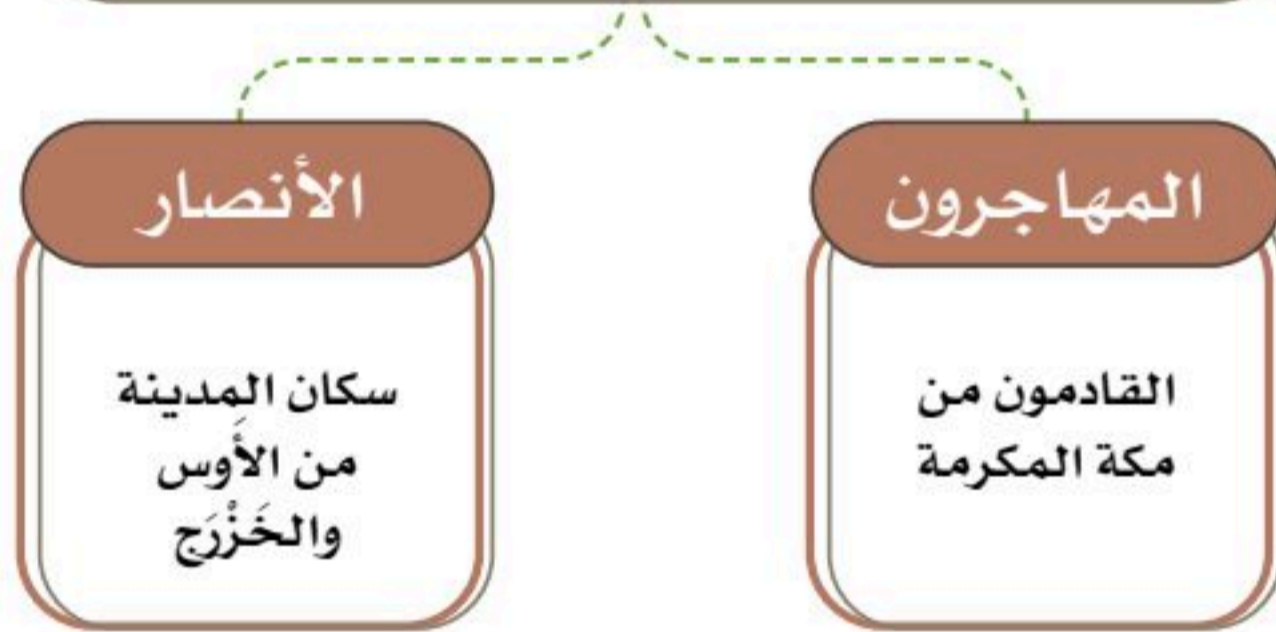 المهاجرون
القادمون من
مكة المكرمة
الأنصار
سكان المدينة
من الأَوس
والخَزْرَج